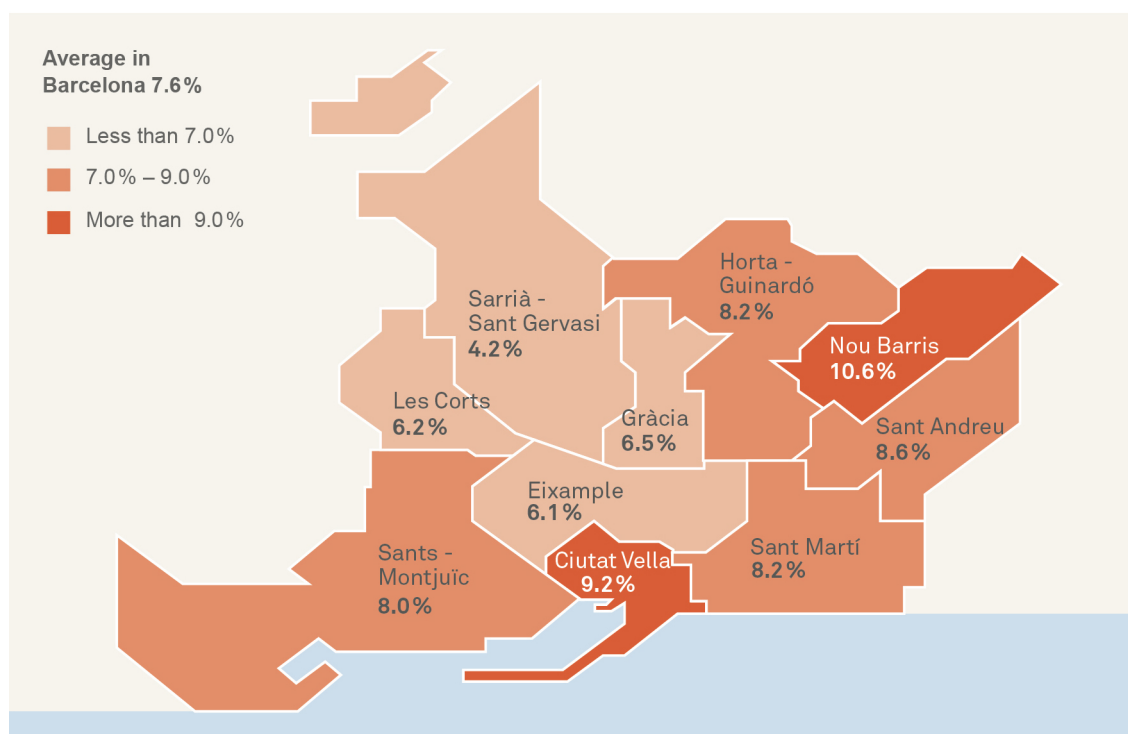 Average in
Barcelona 7.6%
Less than 7.0%
7.0% – 9.0%
More than 9.0%
Horta -
Guinardó
8.2%
Sarrià -
Sant Gervasi
4.2%
Nou Barris
10.6%
Les Corts
6.2%
Gràcia
6.5%
Sant Andreu
8.6%
Eixample
6.1%
Sants -
Montjuïc
8.0%
Ciutat Vella
9.2%
Sant Martí
8.2%